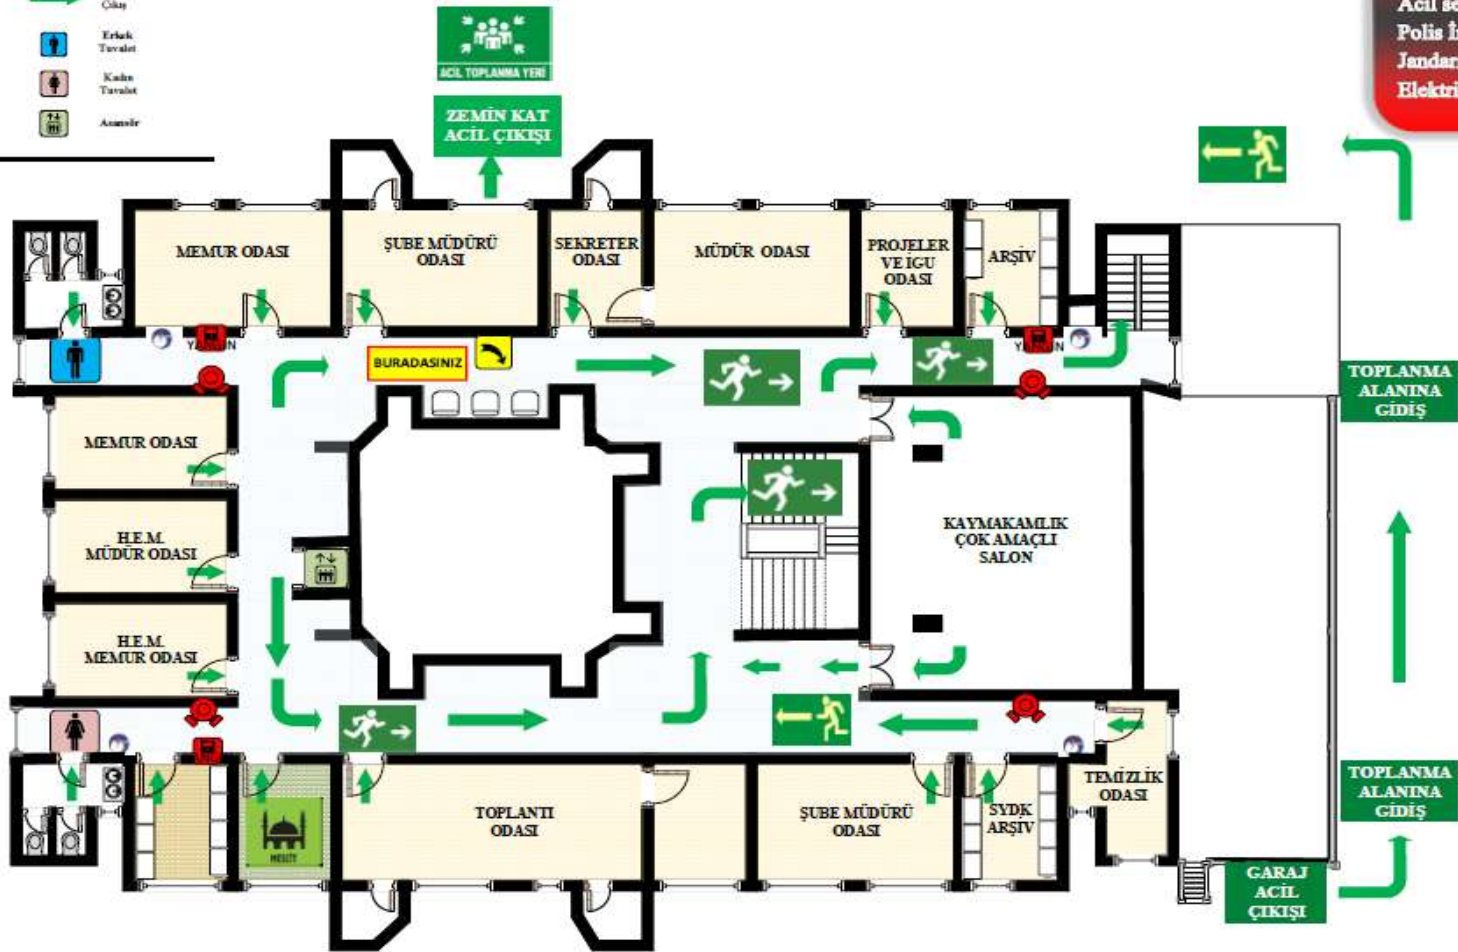 Çıkış
Erkek
Tuvalet
Kadın
Tuvalet
Asansör
ACİL TOPLANMA YERİ
ZEMİN KAT
ACİL ÇIKIŞI
Acil
Polis
Elektri
MEMUR ODASI
ŞUBE MÜDÜRÜ
ODASI
SEKRETER
ODASI
MÜDÜR ODASI
PROJELER
VE İGU
ODASI
ARŞİV
BURADASINIZ
TOPLANMA
ALANINA
GİDİŞ
MEMUR ODASI
H.E.M.
MÜDÜR ODASI
H.E.M.
MEMUR ODASI
KAYMAKAMLIK
ÇOK AMAÇLI
SALON
TOPLANTI
ODASI
ŞUBE MÜDÜRÜ
ODASI
SYDK
ARŞİV
TEMİZLİK
ODASI
MESCİT
TOPLANMA
ALANINA
GİDİŞ
GARAJ
ACİL
ÇIKIŞI